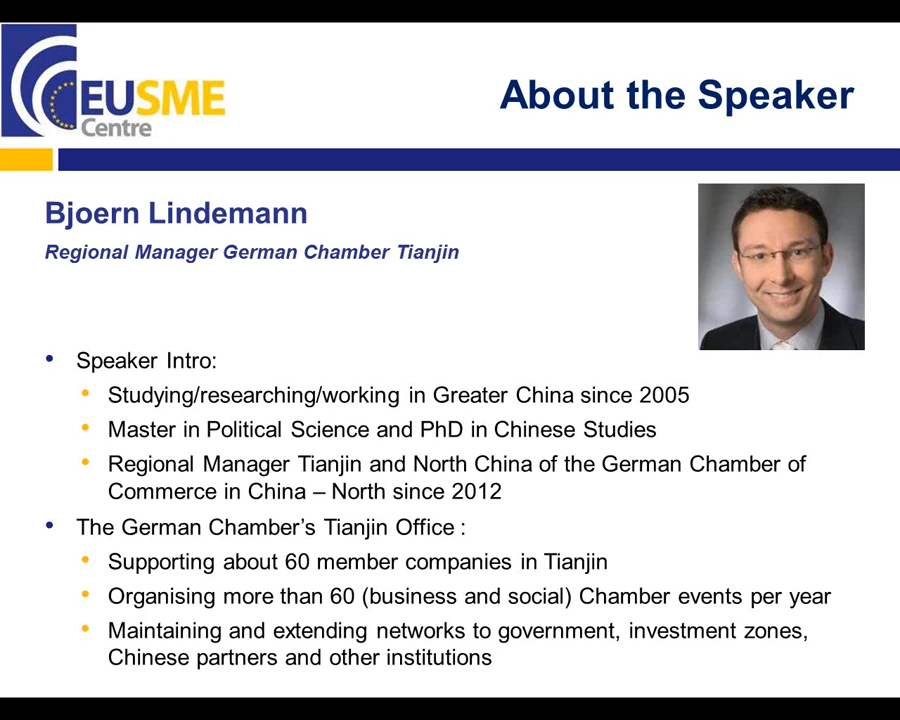 EUSME
Centre
About the Speaker
Bjoern Lindemann
Regional Manager German Chamber Tianjin
• Speaker Intro:
• Studying/researching/working in Greater China since 2005
• Master in Political Science and PhD in Chinese Studies
• Regional Manager Tianjin and North China of the German Chamber of
Commerce in China – North since 2012
• The German Chamber’s Tianjin Office :
• Supporting about 60 member companies in Tianjin
• Organising more than 60 (business and social) Chamber events per year
• Maintaining and extending networks to government, investment zones,
Chinese partners and other institutions